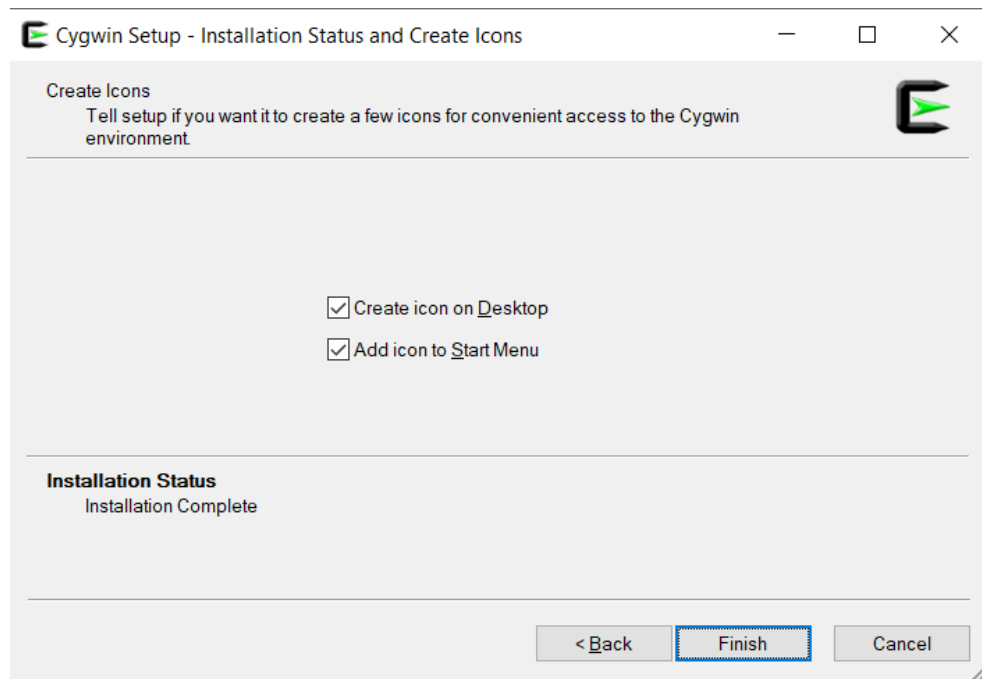 Cygwin Setup - Installation Status and Create Icons
Create Icons
Tell setup if you want it to create a few icons for convenient access to the Cygwin
environment.
Create icon on Desktop
Add icon to Start Menu
Installation Status
Installation Complete
< Back
Finish
Cancel